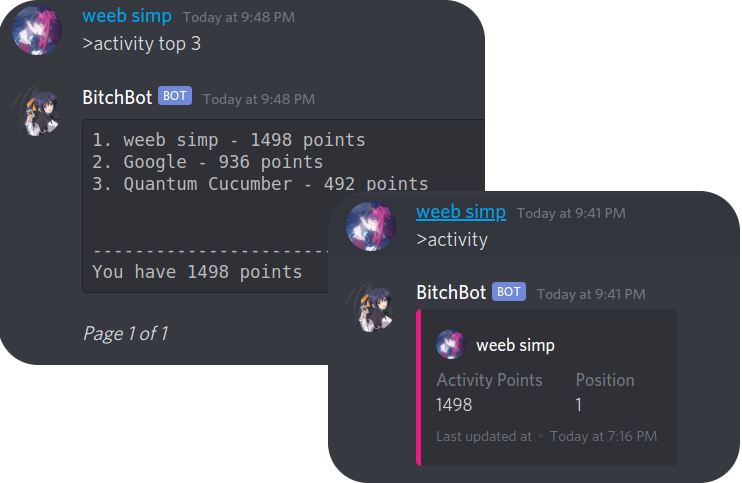 weeb simp Today at 9:48 PM
>activity top 3
BitchBot BOT Today at 9:48 PM
1. weeb simp - 1498 points
2. Google - 936 points
3. Quantum Cucumber - 492 points
-----------------------
You have 1498 points
Page 1 of 1
weeb simp Today at 9:41 PM
>activity
BitchBot BOT Today at 9:41 PM
weeb simp
Activity Points Position
1498 1
Last updated at • Today at 7:16 PM